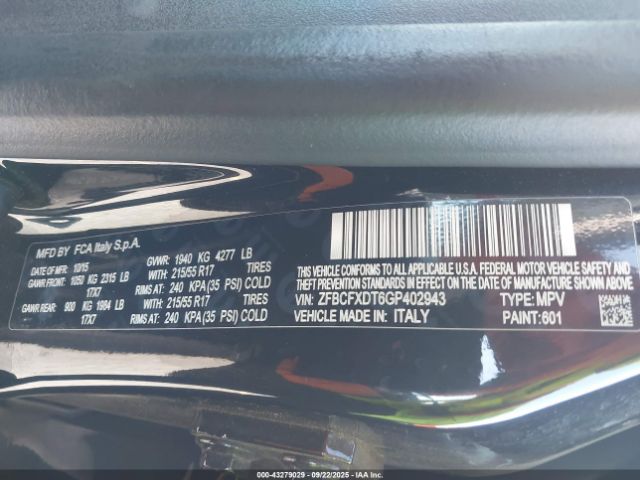 MFD BY FCA Italy S.p.A.
DATE OF MFD: 10/15 GVWR: 1940 KG 4277 LB
GAWR FRONT: 1050 KG 2315 LB WITH: 215/55 R17 TIRES
17X7 RIMS AT: 240 KPA (35 PSI) COLD
GAWR REAR: 900 KG 1984 LB WITH: 215/55 R17 TIRES
17X7 RIMS AT: 240 KPA (35 PSI) COLD
THIS VEHICLE CONFORMS TO ALL APPLICABLE U.S. FEDERAL MOTOR VEHICLE SAFETY
AND THEFT PREVENTION STANDARDS IN EFFECT ON THE DATE OF MANUFACTURE SHOWN ABOVE.
VIN: ZFBCFXDT6GP402943 TYPE: MPV
VEHICLE MADE IN: ITALY PAINT: 601
000-43279029 - 09/22/2025 - IAAI.COM